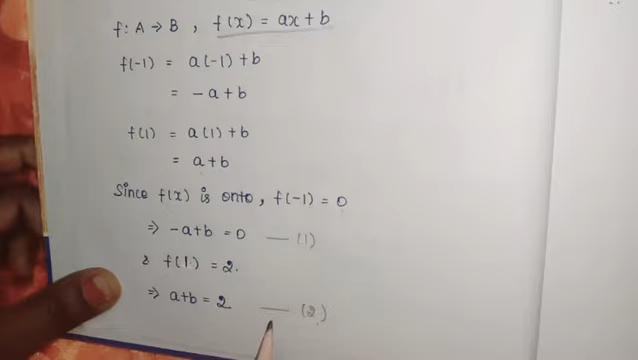 f: A → B , f(x) = ax + b
f(-1) = a(-1) + b
= -a + b
f(1) = a(1) + b
= a + b
Since f(x) is onto, f(-1) = 0
⇒ -a + b = 0 — (1)
& f(1) = 2.
⇒ a + b = 2 — (2)